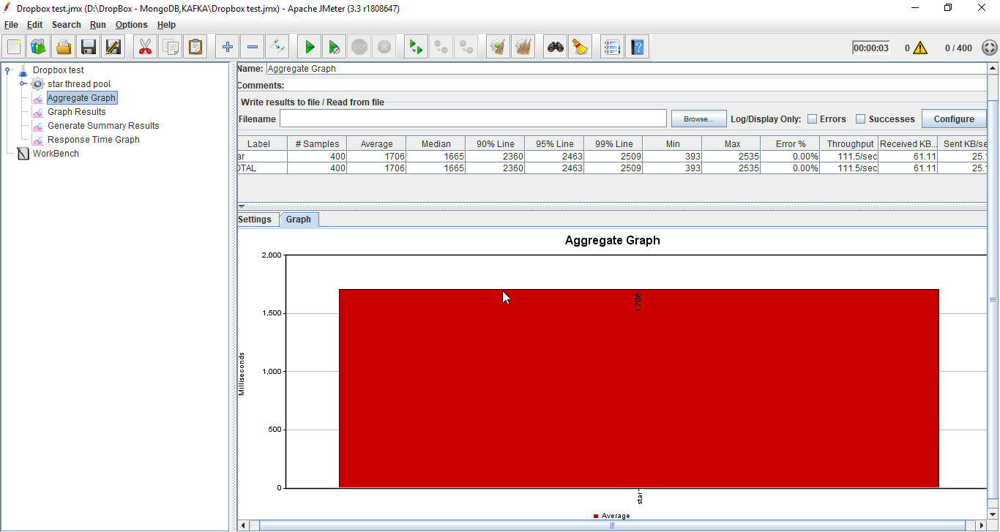 Dropbox test.jmx (D:\DropBox - MongoDB,KAFKA\Dropbox test.jmx) - Apache JMeter (3.3 r1808647)
File Edit Search Run Options Help
00:00:03 0 0 / 400
Dropbox test
star thread pool
Aggregate Graph
Graph Results
Generate Summary Results
Response Time Graph
WorkBench
Name: Aggregate Graph
Comments:
Write results to file / Read from file
Filename Browse... Log/Display Only: Errors Successes Configure
Label # Samples Average Median 90% Line 95% Line 99% Line Min Max Error % Throughput Received KB... Sent KB/se
ar 400 1706 1665 2360 2463 2509 393 2535 0.00% 111.5/sec 61.11 25.
OTAL 400 1706 1665 2360 2463 2509 393 2535 0.00% 111.5/sec 61.11 25.
Settings Graph
Aggregate Graph
2,000
1,706
1,500
1,000
Milliseconds
500
0
star
Average